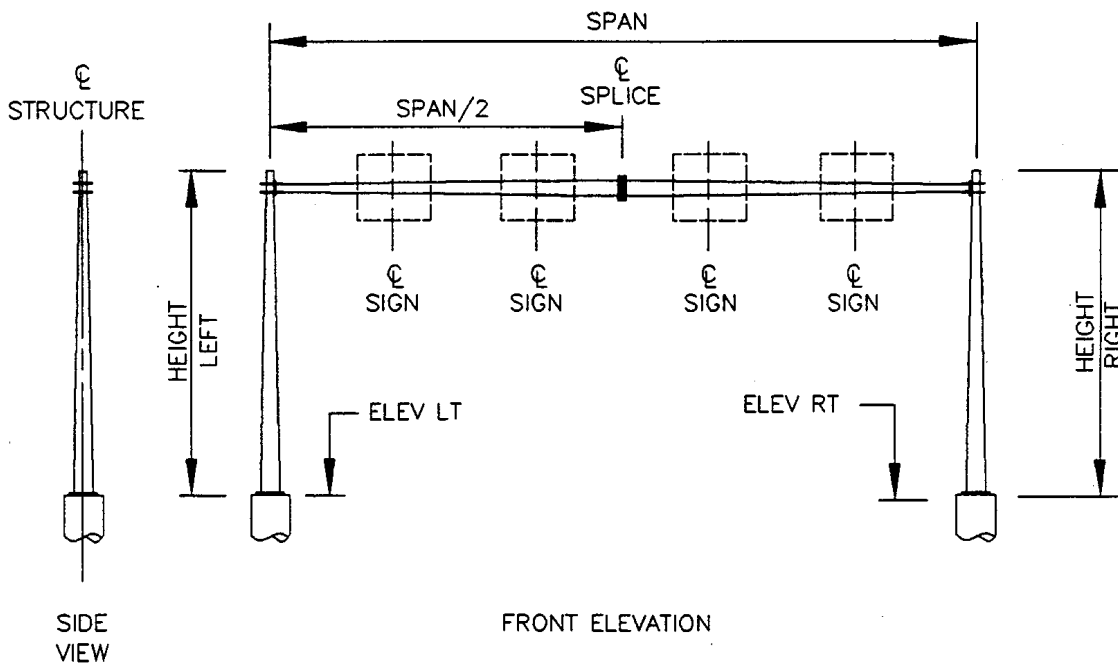 SPAN
℄
STRUCTURE
℄
SPLICE
SPAN/2
℄
SIGN
℄
SIGN
℄
SIGN
℄
SIGN
HEIGHT
LEFT
HEIGHT
RIGHT
ELEV LT
ELEV RT
SIDE
VIEW
FRONT ELEVATION